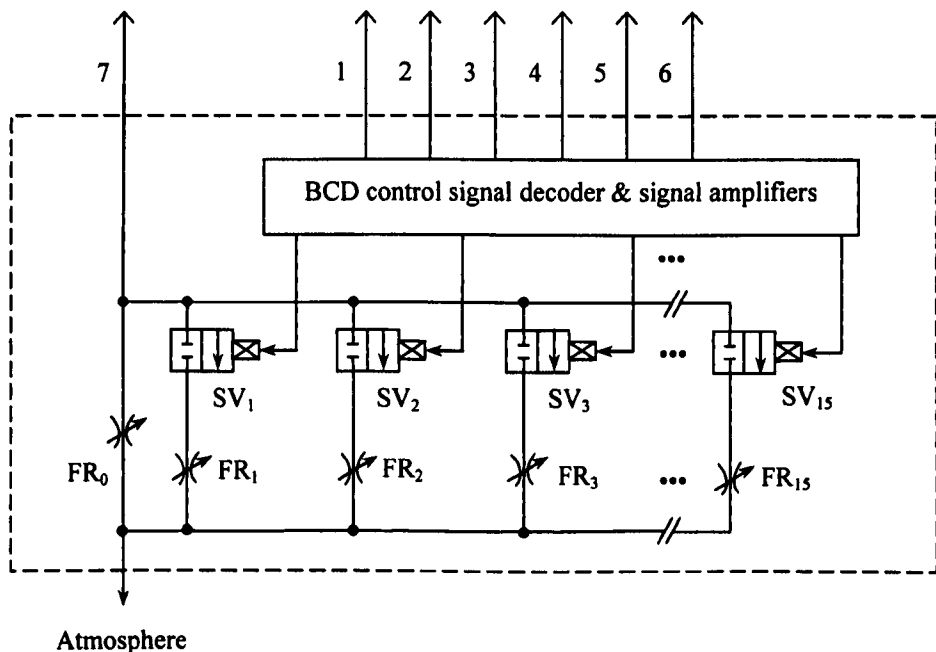 7 1 2 3 4 5 6
BCD control signal decoder & signal amplifiers
•••
•••
SV₁ SV₂ SV₃ SV₁₅
FR₀ FR₁ FR₂ FR₃ ••• FR₁₅
Atmosphere